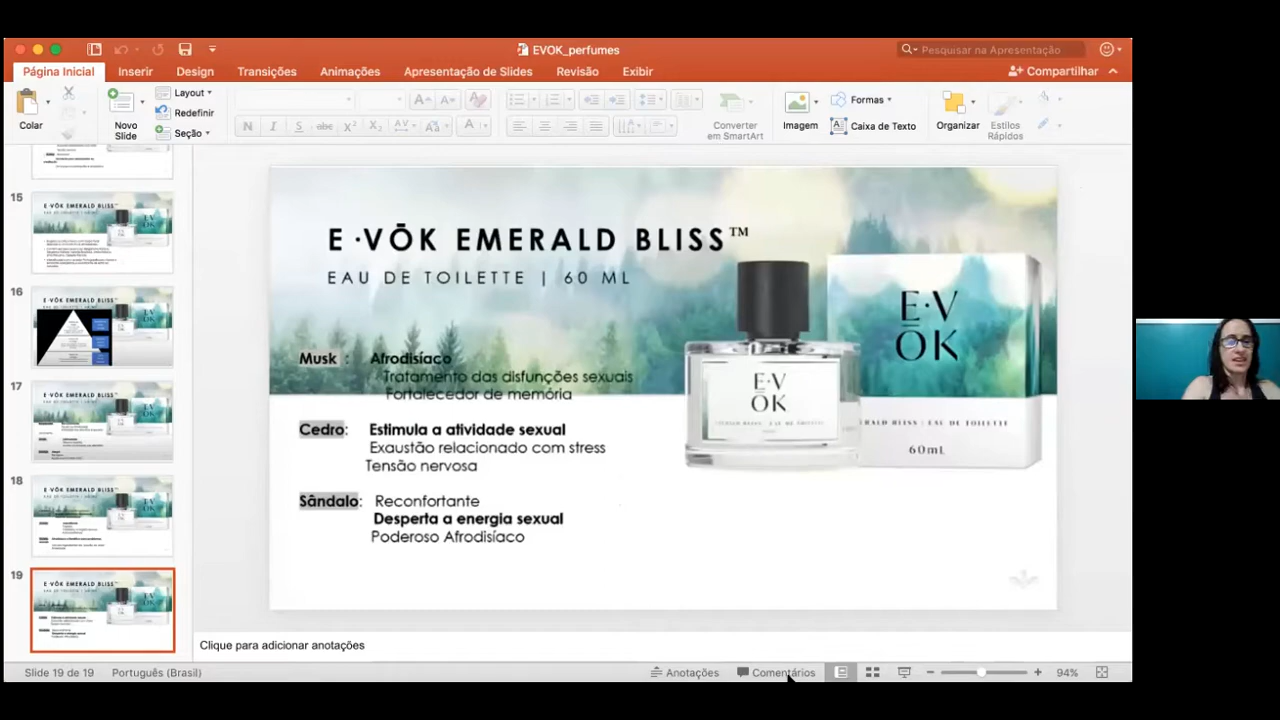 EVOK_perfumes
Pesquisar na Apresentação
Página Inicial
Inserir
Design
Transições
Animações
Apresentação de Slides
Revisão
Exibir
Compartilhar
Colar
Novo
Slide
Layout
Redefinir
Seção
Converter
em SmartArt
Imagem
Formas
Caixa de Texto
Organizar
Estilos
Rápidos
15
16
17
18
19
E·VŌK EMERALD BLISS™
EAU DE TOILETTE | 60 ML
Musk : Afrodisíaco
Tratamento das disfunções sexuais
Fortalecedor de memória
Cedro: Estimula a atividade sexual
Exaustão relacionado com stress
Tensão nervosa
Sândalo: Reconfortante
Desperta a energia sexual
Poderoso Afrodisíaco
E·V
ŌK
E·V
OK
60mL
Clique para adicionar anotações
Slide 19 de 19
Português (Brasil)
Anotações
Comentários
94%